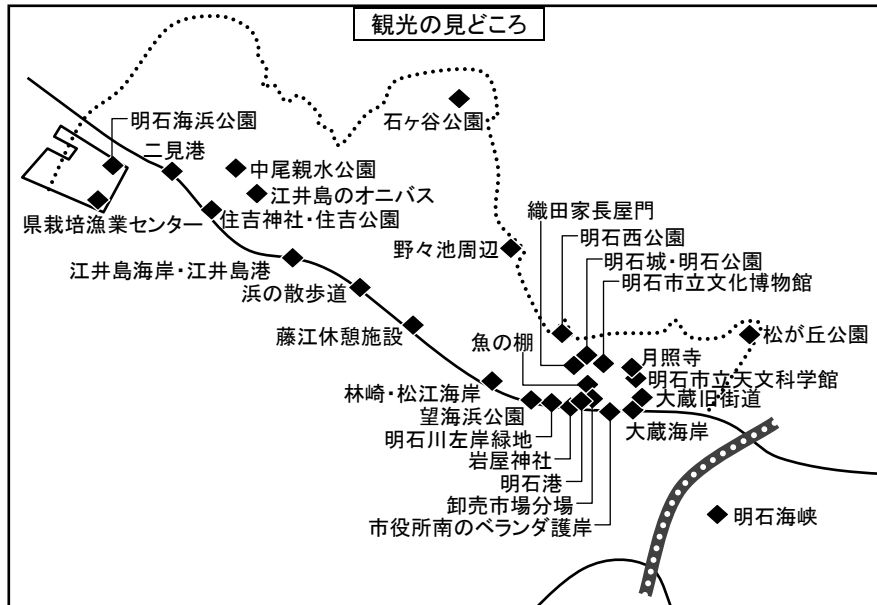 観光の見どころ
石ヶ谷公園
明石海浜公園
二見港
中尾親水公園
江井島のオニバス
織田家長屋門
県栽培漁業センター
住吉神社・住吉公園
野々池周辺
明石西公園
明石城・明石公園
江井島海岸・江井島港
明石市立文化博物館
浜の散歩道
藤江休憩施設
魚の棚
松が丘公園
月照寺
明石市立天文科学館
林崎・松江海岸
大蔵旧街道
望海浜公園
大蔵海岸
明石川左岸緑地
岩屋神社
明石港
卸売市場分場
市役所南のベランダ護岸
明石海峡